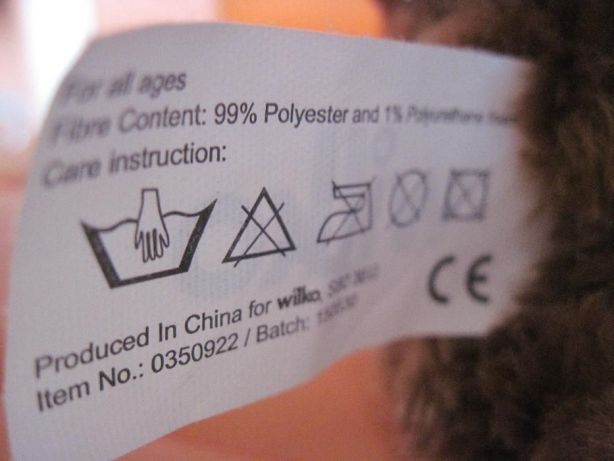 For all ages
Fibre Content: 99% Polyester and 1% Polyurethane
Care instruction:
CE
Produced In China for wilko,
Item No.: 0350922 / Batch: